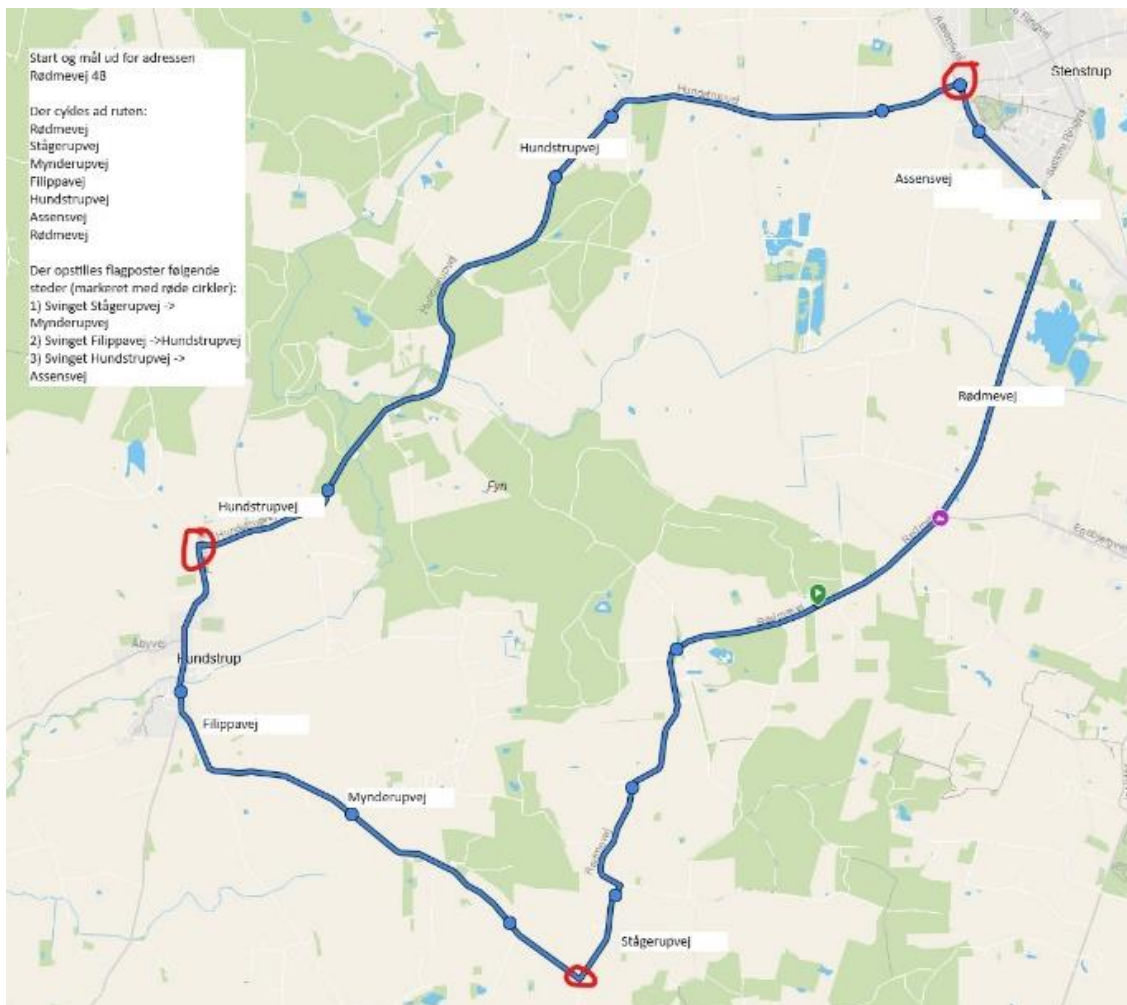 Start og mål ud for adressen
Rødmevej 48
Der cykles ad ruten:
Rødmevej
Stågerupvej
Mynderupvej
Filippavej
Hundstrupvej
Assensvej
Rødmevej
Der opstilles flagposter følgende
steder (markeret med røde cirkler):
1) Svinget Stågerupvej ->
Mynderupvej
2) Svinget Filippavej ->Hundstrupvej
3) Svinget Hundstrupvej ->
Assensvej
Stenstrup
Hundstrupvej
Assensvej
Rødmevej
Fyn
Hundstrupvej
Åbyvej
Hundstrup
Filippavej
Mynderupvej
Rødmevej
Stågerupvej